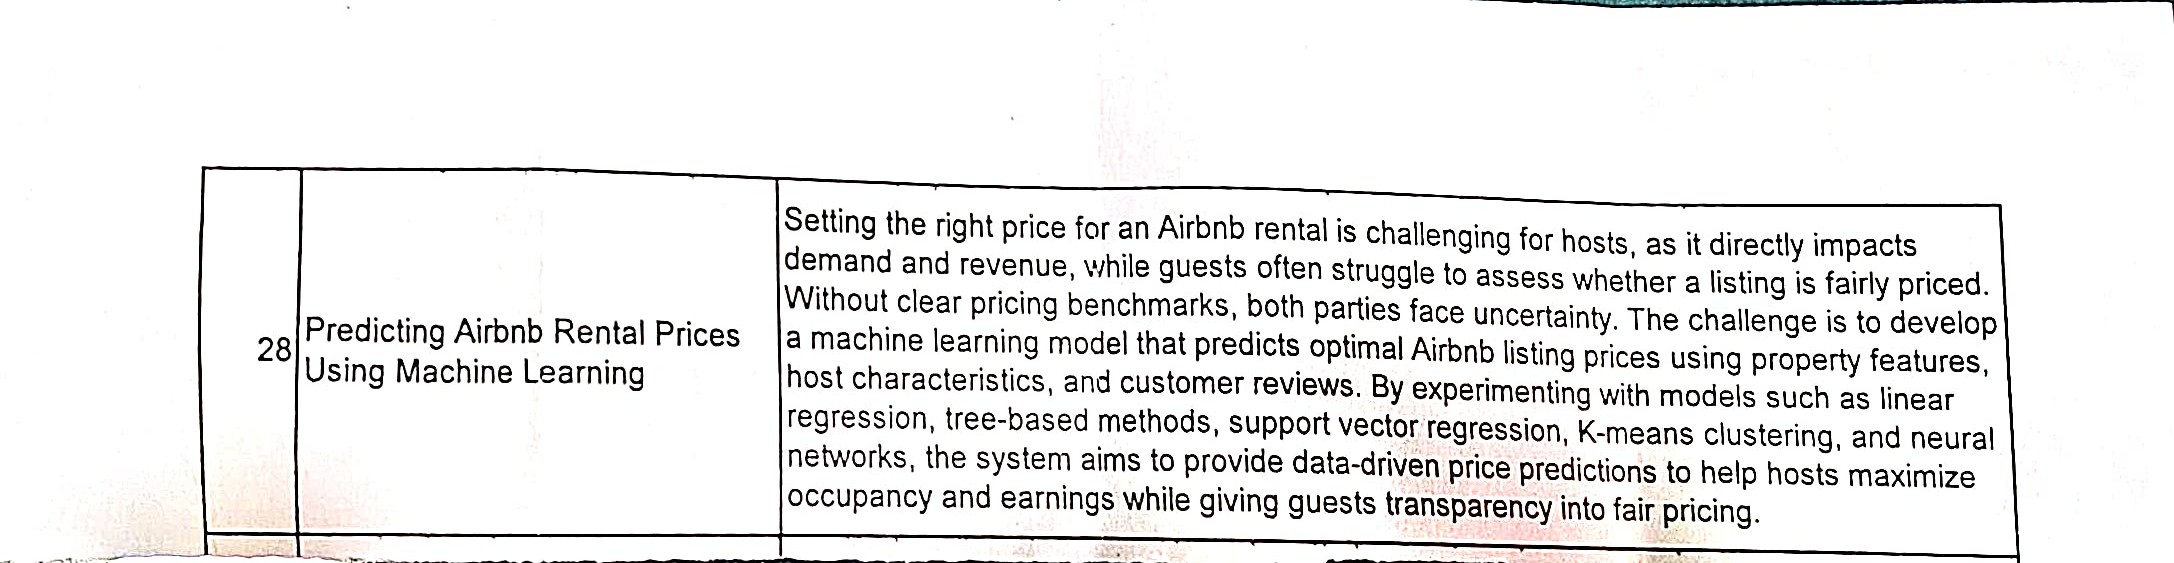 28
Predicting Airbnb Rental Prices
Using Machine Learning
Setting the right price for an Airbnb rental is challenging for hosts, as it directly impacts
demand and revenue, while guests often struggle to assess whether a listing is fairly priced.
Without clear pricing benchmarks, both parties face uncertainty. The challenge is to develop
a machine learning model that predicts optimal Airbnb listing prices using property features,
host characteristics, and customer reviews. By experimenting with models such as linear
regression, tree-based methods, support vector regression, K-means clustering, and neural
networks, the system aims to provide data-driven price predictions to help hosts maximize
occupancy and earnings while giving guests transparency into fair pricing.